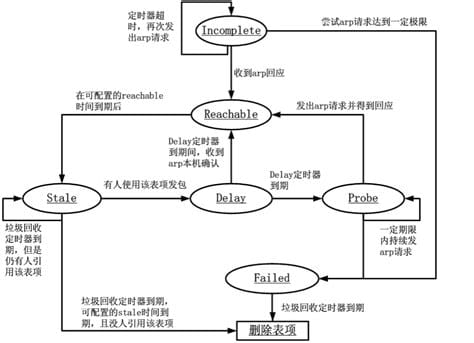 定时器超
时，再次发
出arp请求
Incomplete
尝试arp请求达到一定极限
收到arp回应
在可配置的reachable
时间到期后
Reachable
发出arp请求并得到回应
Delay定时器
到期间，收到
arp本机确认
Delay定时器
到期
有人使用该表项发包
Stale
Delay
Probe
垃圾回收
定时器到
期，但是
仍有人引
用该表项
一定期限
内持续发
arp请求
Failed
垃圾回收定时器到期，
可配置的stale时间到
期，且没人引用该表项
垃圾回收定时器到期
删除表项